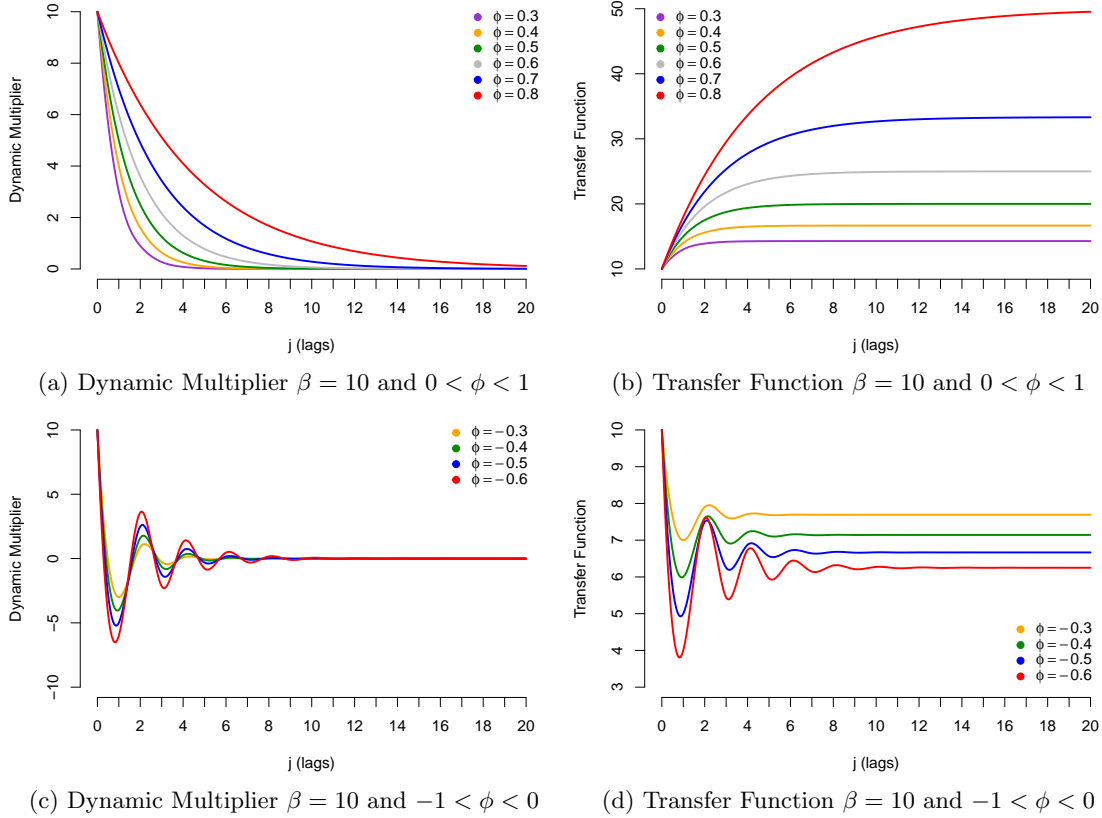 Dynamic Multiplier
10
8
6
4
2
0
0 2 4 6 8 10 12 14 16 18 20
j (lags)
ϕ = 0.3
ϕ = 0.4
ϕ = 0.5
ϕ = 0.6
ϕ = 0.7
ϕ = 0.8
(a) Dynamic Multiplier β = 10 and 0 < ϕ < 1
Transfer Function
50
40
30
20
10
0 2 4 6 8 10 12 14 16 18 20
j (lags)
ϕ = 0.3
ϕ = 0.4
ϕ = 0.5
ϕ = 0.6
ϕ = 0.7
ϕ = 0.8
(b) Transfer Function β = 10 and 0 < ϕ < 1
Dynamic Multiplier
10
5
0
−5
−10
0 2 4 6 8 10 12 14 16 18 20
j (lags)
ϕ = −0.3
ϕ = −0.4
ϕ = −0.5
ϕ = −0.6
(c) Dynamic Multiplier β = 10 and −1 < ϕ < 0
Transfer Function
10
9
8
7
6
5
4
3
0 2 4 6 8 10 12 14 16 18 20
j (lags)
ϕ = −0.3
ϕ = −0.4
ϕ = −0.5
ϕ = −0.6
(d) Transfer Function β = 10 and −1 < ϕ < 0